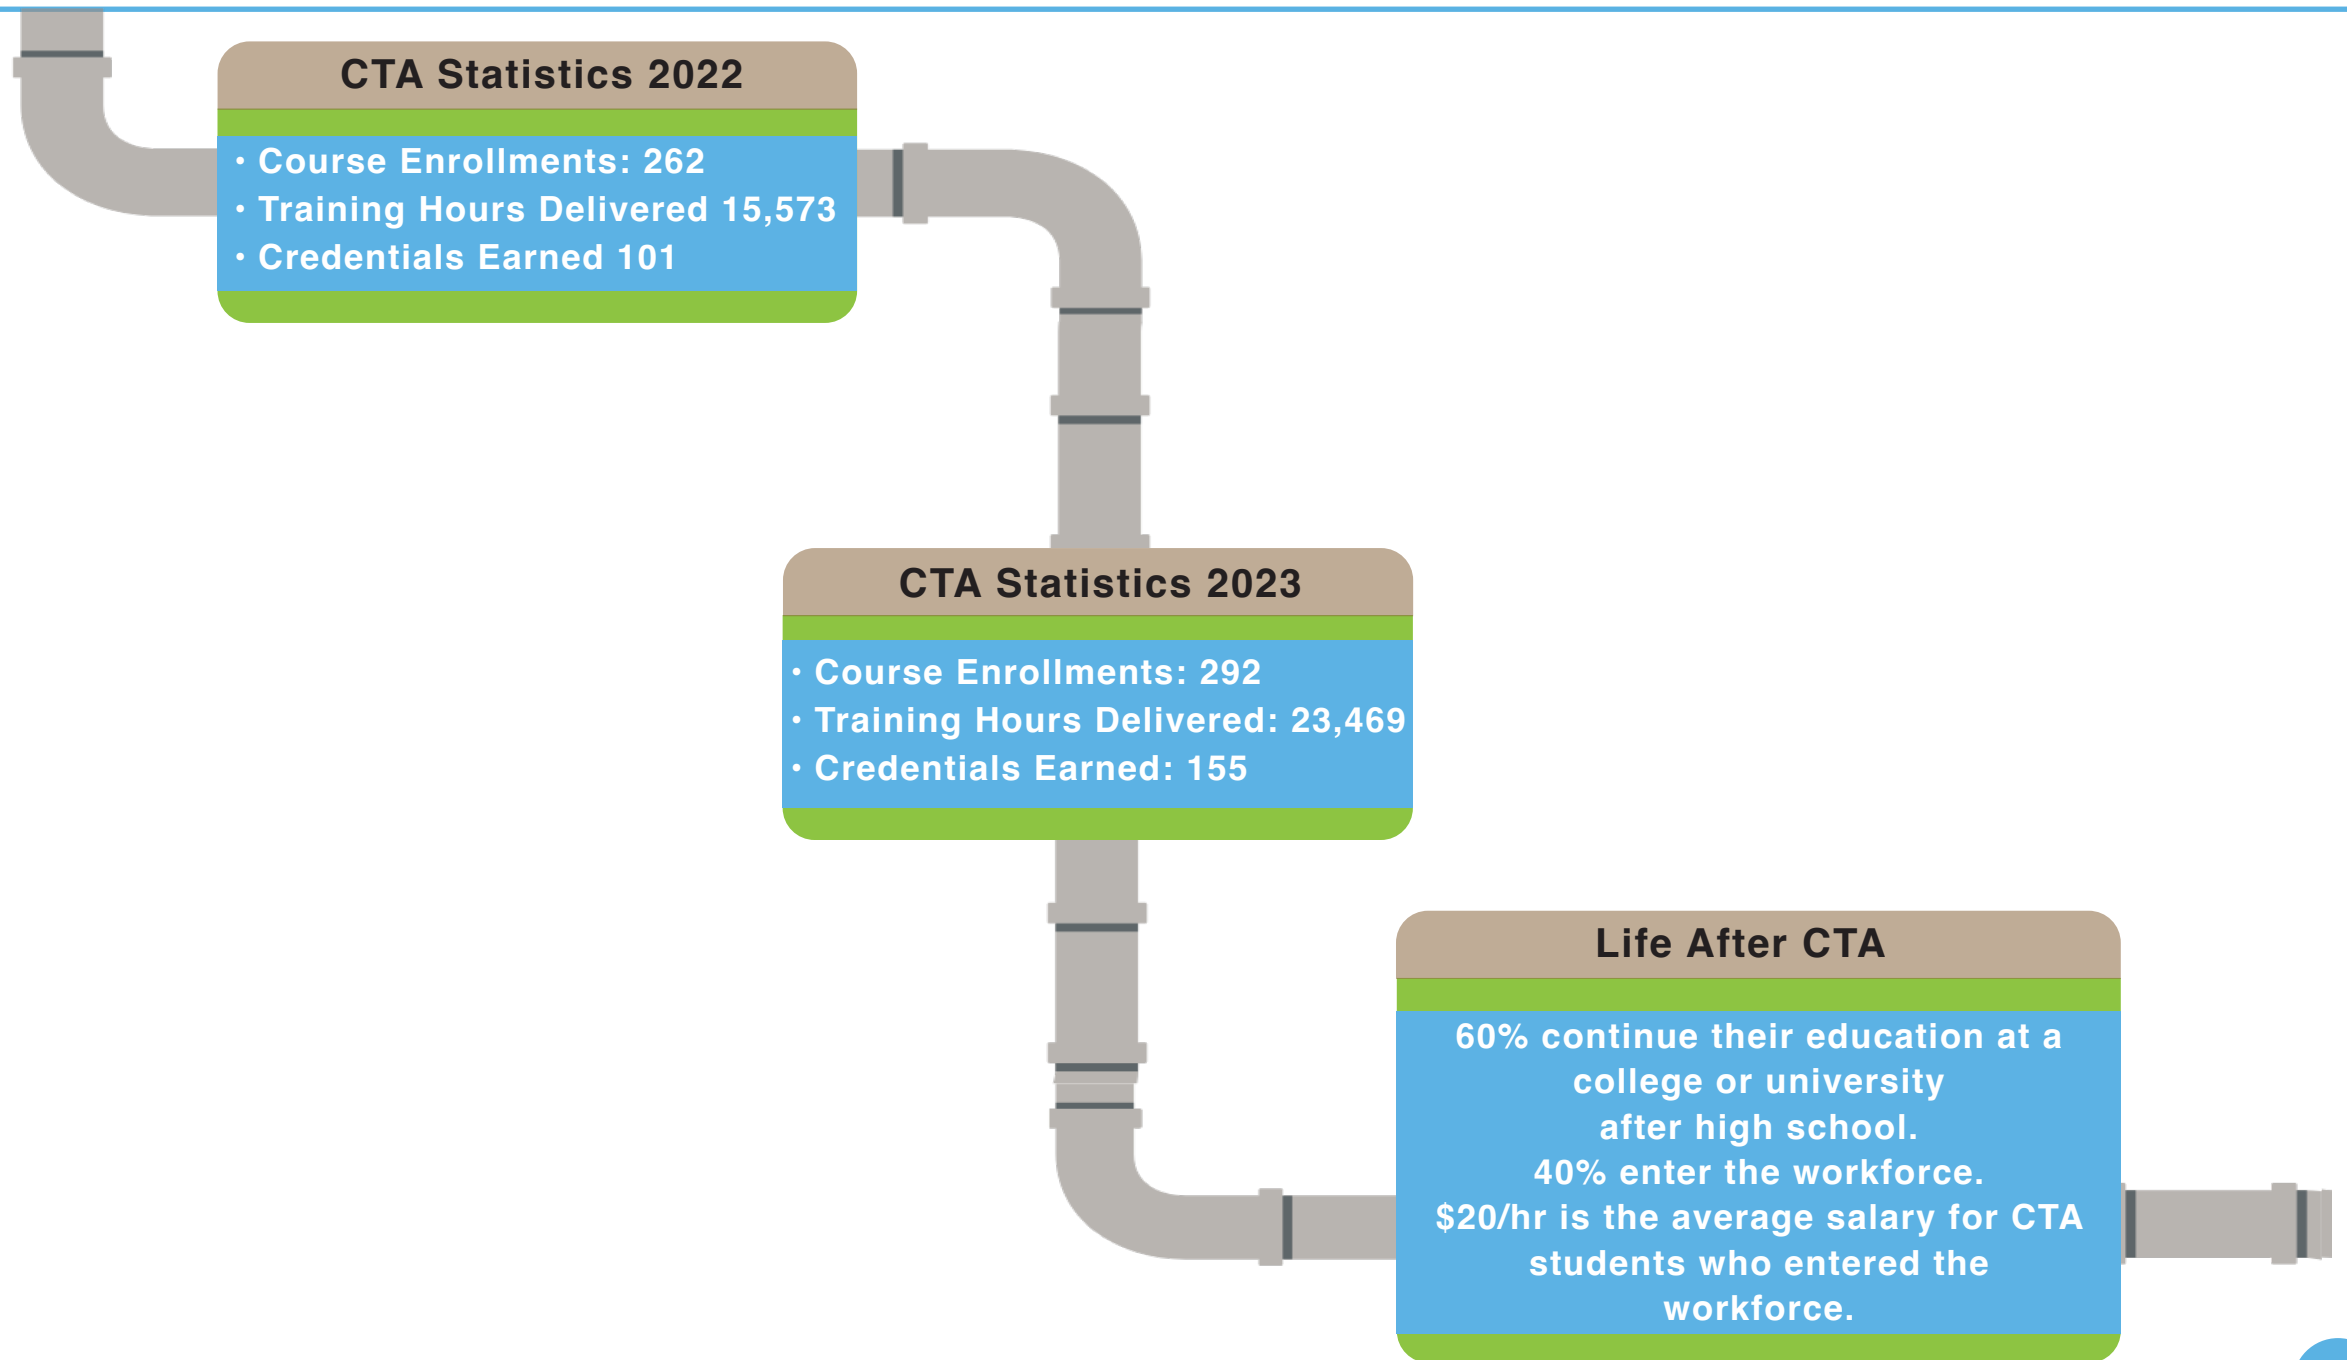 CTA Statistics 2022
• Course Enrollments: 262
• Training Hours Delivered 15,573
• Credentials Earned 101
CTA Statistics 2023
• Course Enrollments: 292
• Training Hours Delivered: 23,469
• Credentials Earned: 155
Life After CTA
60% continue their education at a
college or university
after high school.
40% enter the workforce.
$20/hr is the average salary for CTA
students who entered the
workforce.